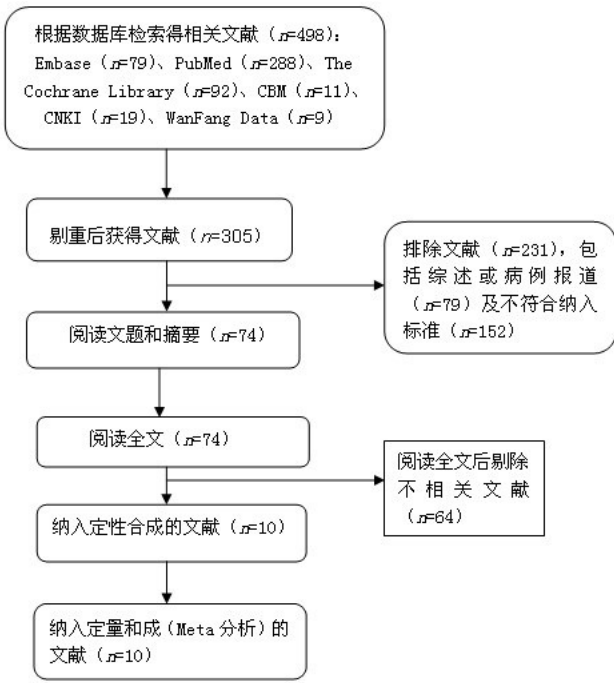 根据数据库检索得相关文献（n=498）：
Embase（n=79）、PubMed（n=288）、The
Cochrane Library（n=92）、CBM（n=11）、
CNKI（n=19）、WanFang Data（n=9）
剔重后获得文献（n=305）
排除文献（n=231），包
括综述或病例报道
（n=79）及不符合纳入
标准（n=152）
阅读文题和摘要（n=74）
阅读全文（n=74）
阅读全文后剔除
不相关文献
（n=64）
纳入定性合成的文献（n=10）
纳入定量和成（Meta 分析）的
文献（n=10）